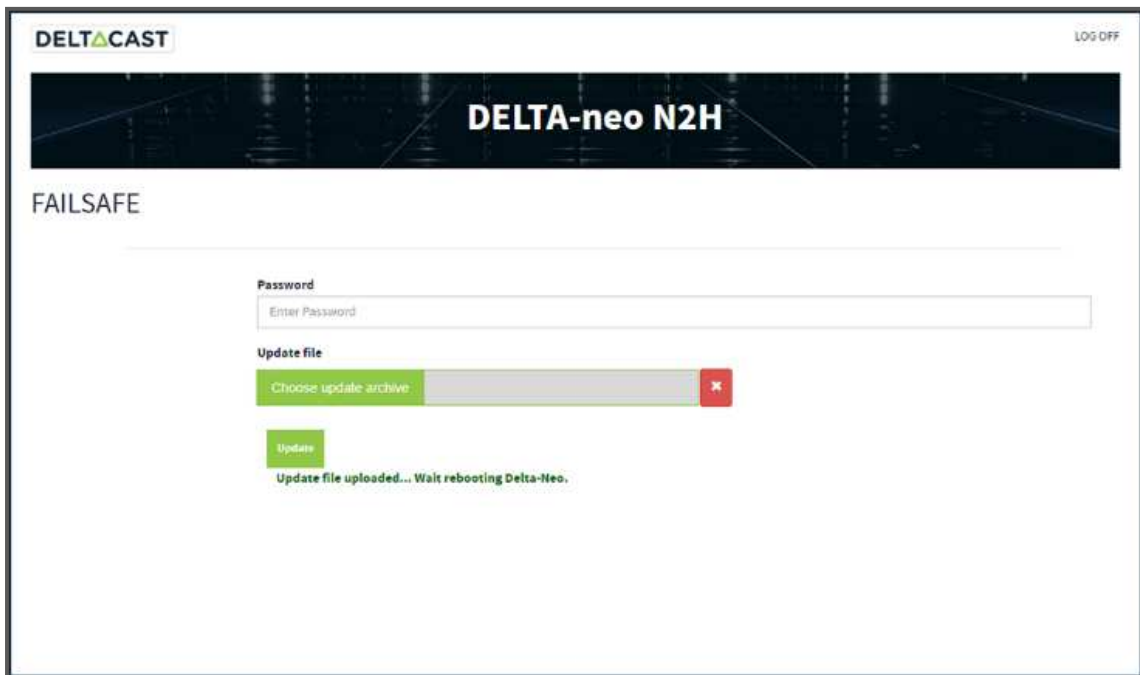 DELTACAST
LOG OFF
DELTA-neo N2H
FAILSAFE
Password
Enter Password
Update file
Choose update archive
Update
Update file uploaded... Wait rebooting Delta-Neo.